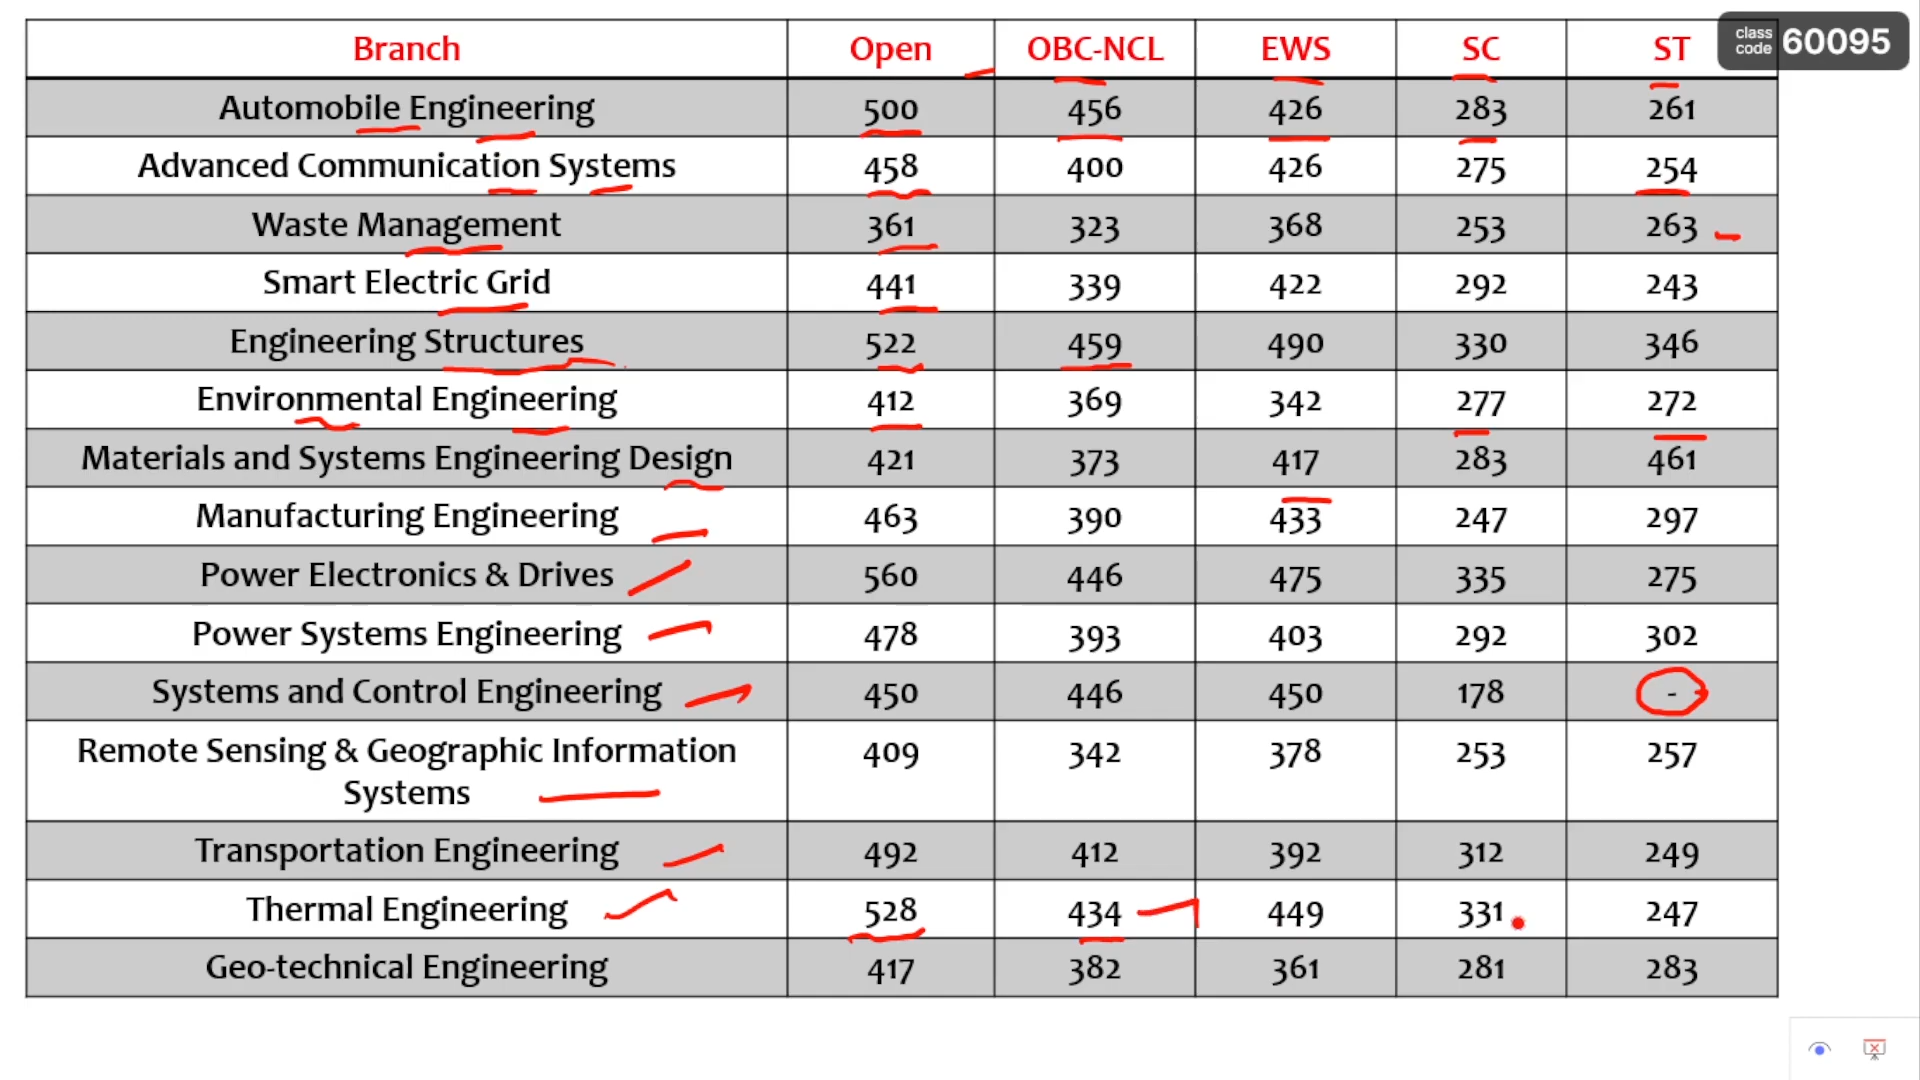 Branch Open OBC-NCL EWS SC ST
class code 60095
Automobile Engineering 500 456 426 283 261
Advanced Communication Systems 458 400 426 275 254
Waste Management 361 323 368 253 263
Smart Electric Grid 441 339 422 292 243
Engineering Structures 522 459 490 330 346
Environmental Engineering 412 369 342 277 272
Materials and Systems Engineering Design 421 373 417 283 461
Manufacturing Engineering 463 390 433 247 297
Power Electronics & Drives 560 446 475 335 275
Power Systems Engineering 478 393 403 292 302
Systems and Control Engineering 450 446 450 178 -
Remote Sensing & Geographic Information 409 342 378 253 257
Systems
Transportation Engineering 492 412 392 312 249
Thermal Engineering 528 434 449 331 247
Geo-technical Engineering 417 382 361 281 283